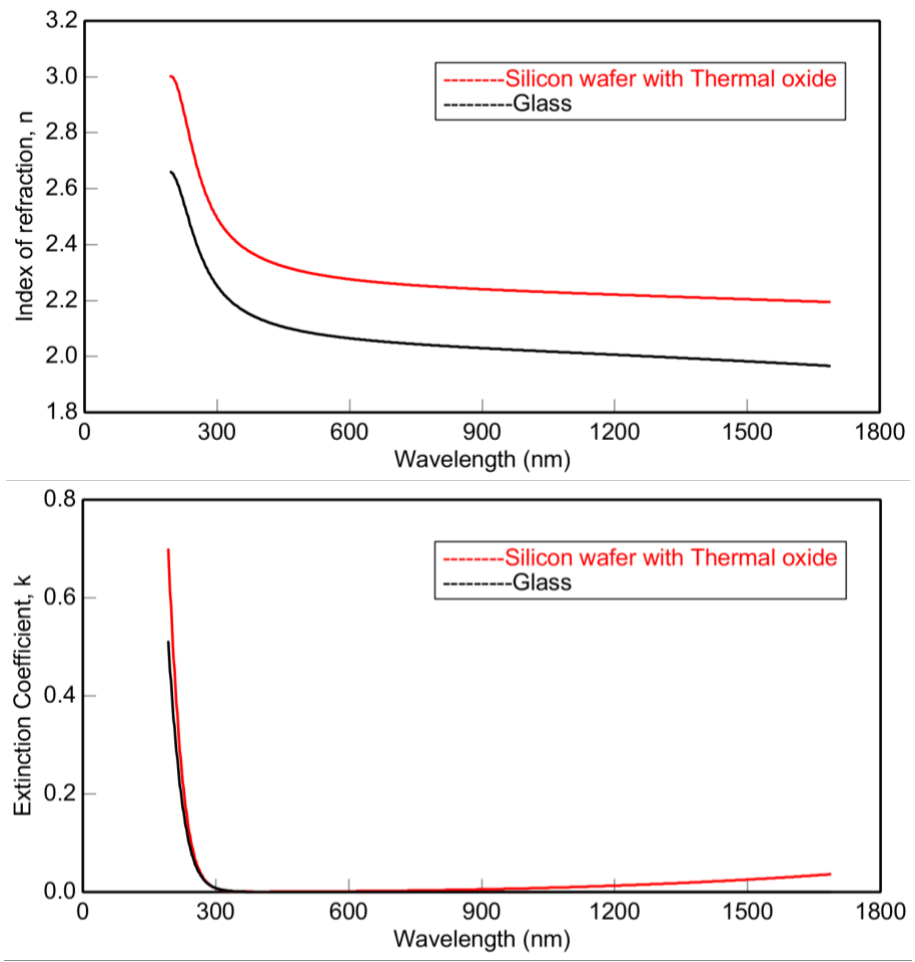 3.2
3.0
2.8
2.6
2.4
2.2
2.0
1.8
Index of refraction, n
--------Silicon wafer with Thermal oxide
---------Glass
0 300 600 900 1200 1500 1800
Wavelength (nm)
0.8
0.6
0.4
0.2
0.0
Extinction Coefficient, k
--------Silicon wafer with Thermal oxide
---------Glass
0 300 600 900 1200 1500 1800
Wavelength (nm)